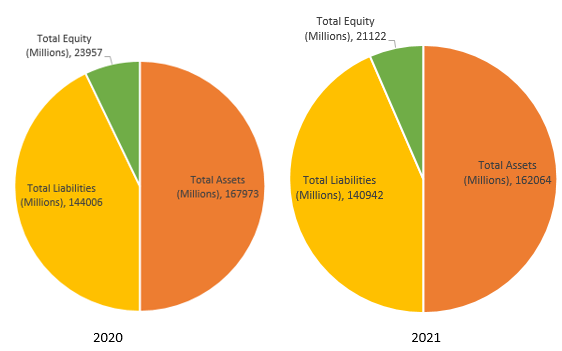 Total Equity
(Millions), 23957
Total Liabilities
(Millions), 144006
Total Assets
(Millions), 167973
2020
Total Equity
(Millions), 21122
Total Liabilities
(Millions), 140942
Total Assets
(Millions), 162064
2021